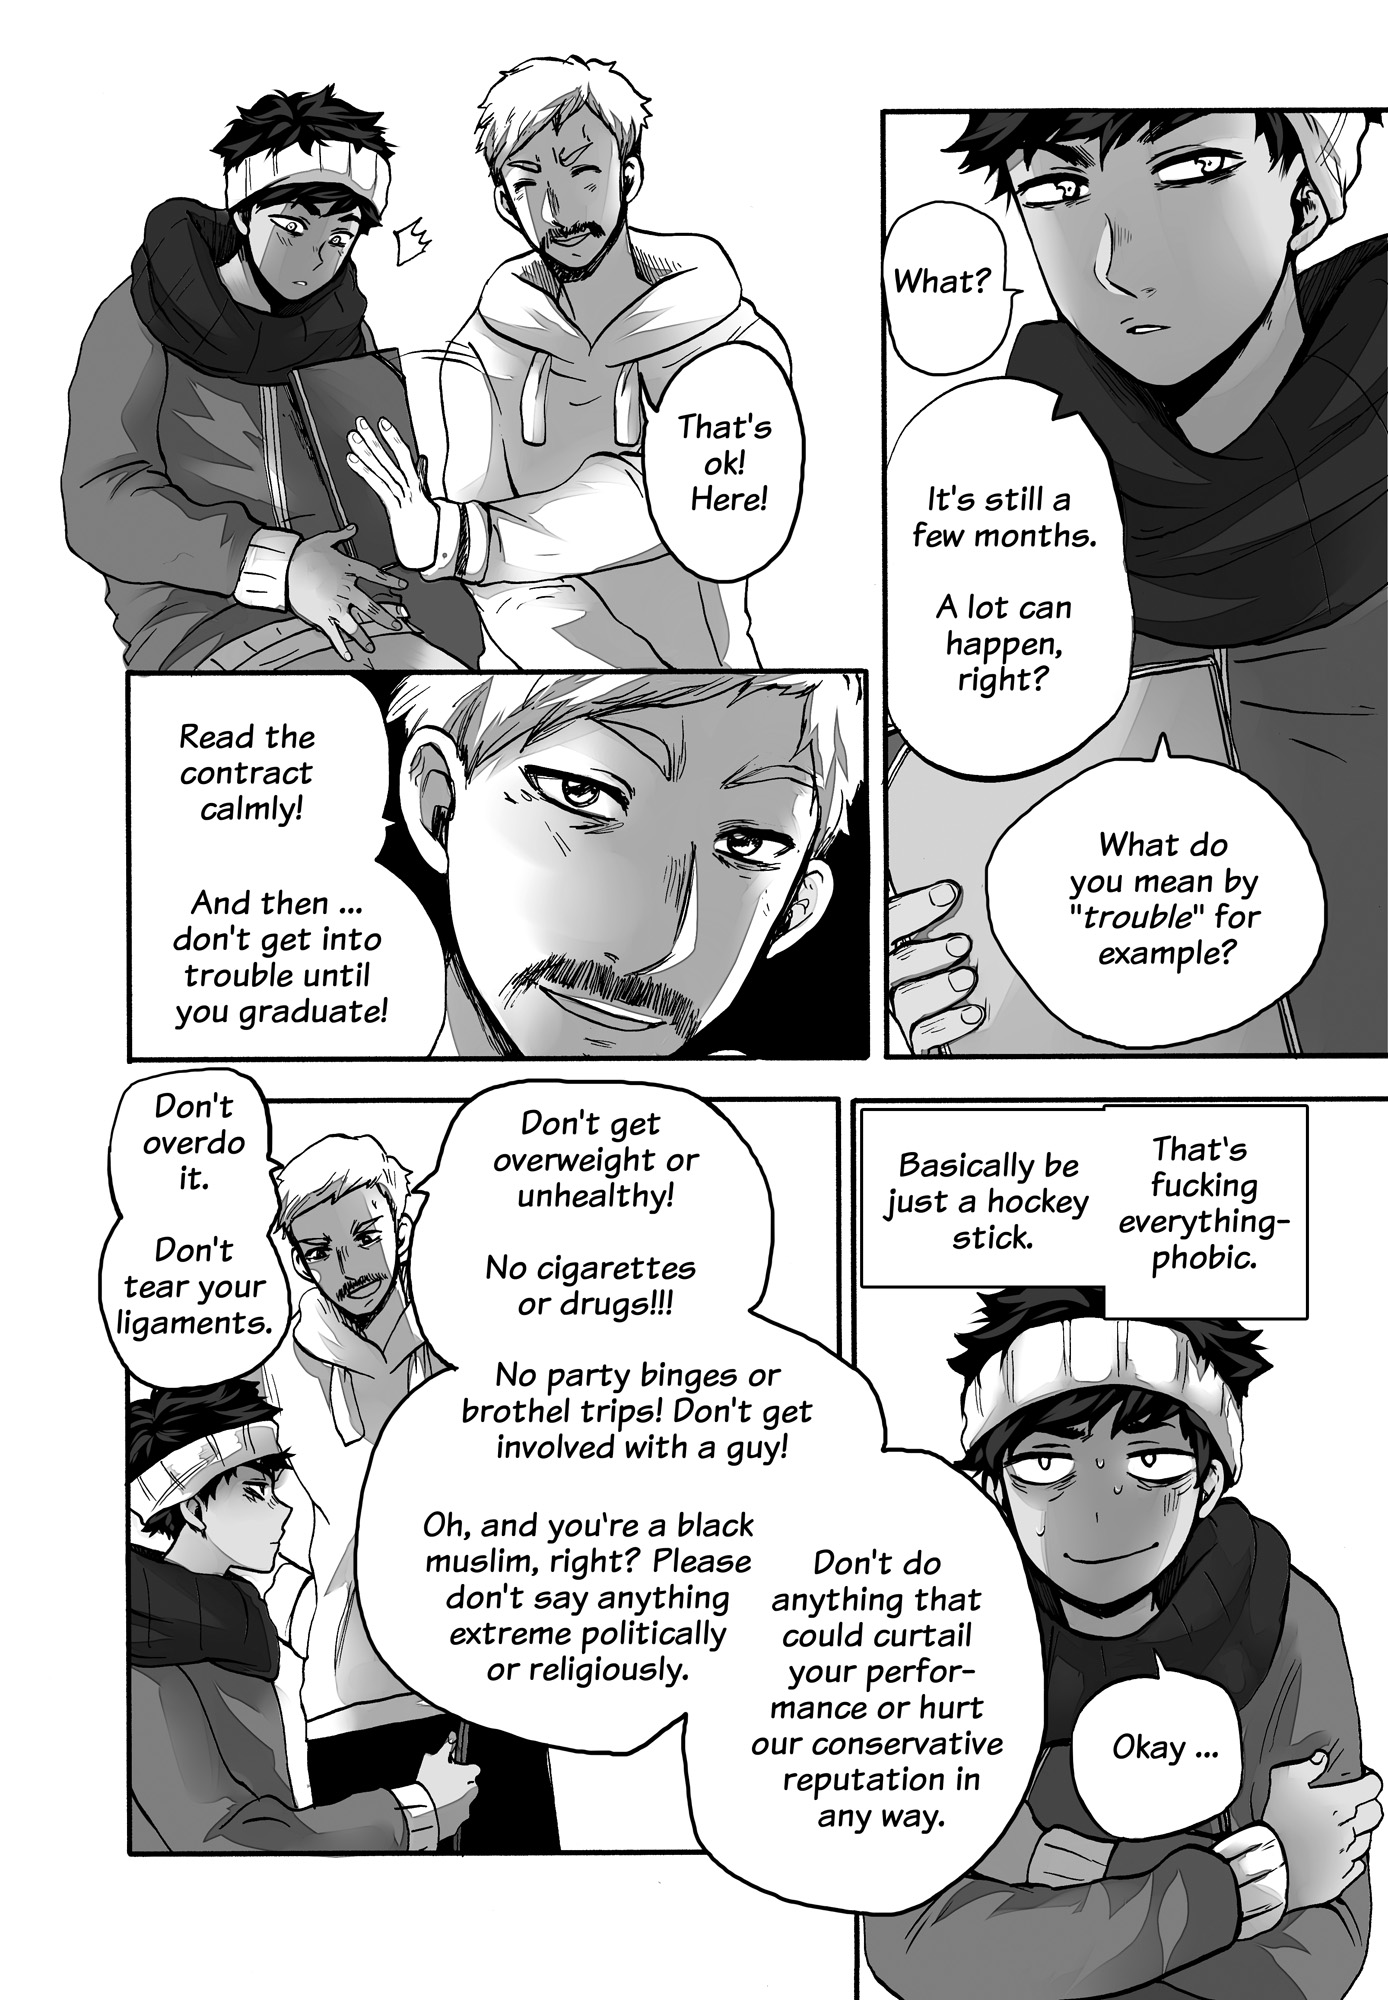 That's
ok!
Here!
Read the
contract
calmly!
And then ...
don't get into
trouble until
you graduate!
What?
It's still a
few months.
A lot can
happen,
right?
What do
you mean by
"trouble" for
example?
Don't
overdo
it.
Don't
tear your
ligaments.
Don't get
overweight or
unhealthy!
No cigarettes
or drugs!!!
No party binges or
brothel trips! Don't get
involved with a guy!
Oh, and you're a black
muslim, right? Please
don't say anything
extreme politically
or religiously.
Don't do
anything that
could curtail
your perfor-
mance or hurt
our conservative
reputation in
any way.
Basically be
just a hockey
stick.
That's
fucking
everything-
phobic.
Okay ...